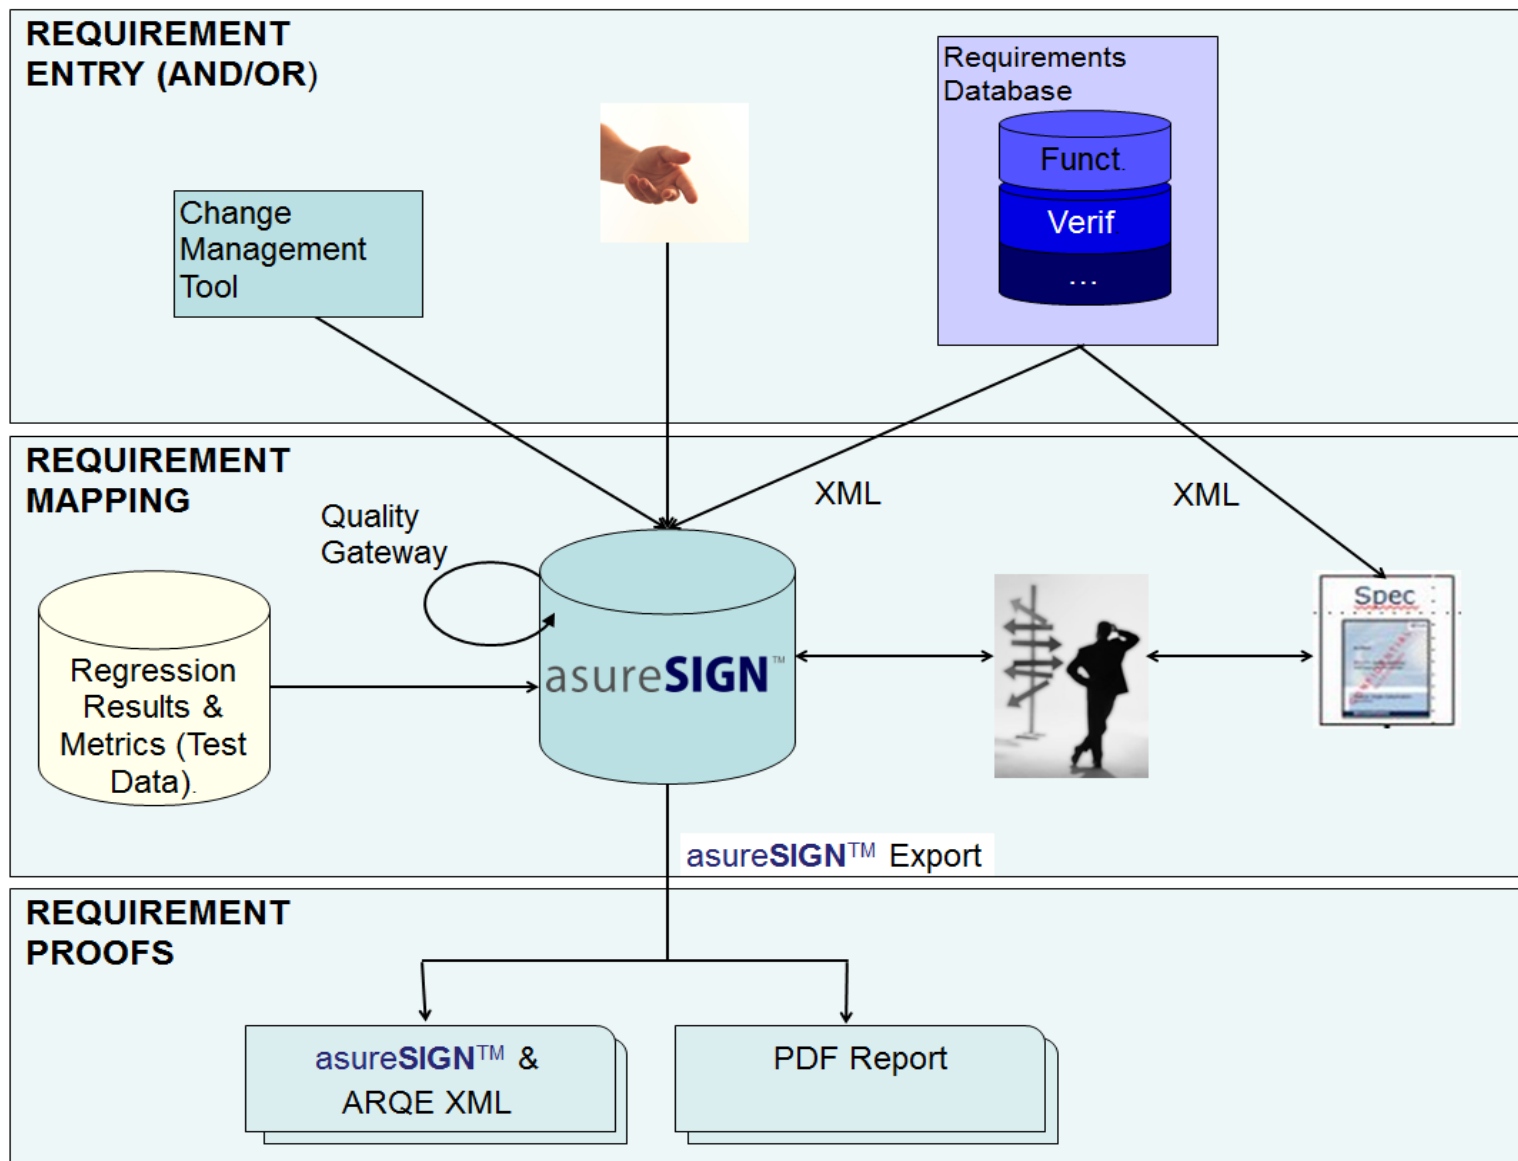 REQUIREMENT
ENTRY (AND/OR)
Requirements
Database
Funct.
Verif.
...
Change
Management
Tool
REQUIREMENT
MAPPING
XML
XML
Quality
Gateway
Spec
Regression
Results &
Metrics (Test
Data).
asureSIGN™
asureSIGN™ Export
REQUIREMENT
PROOFS
asureSIGN™ &
ARQE XML
PDF Report